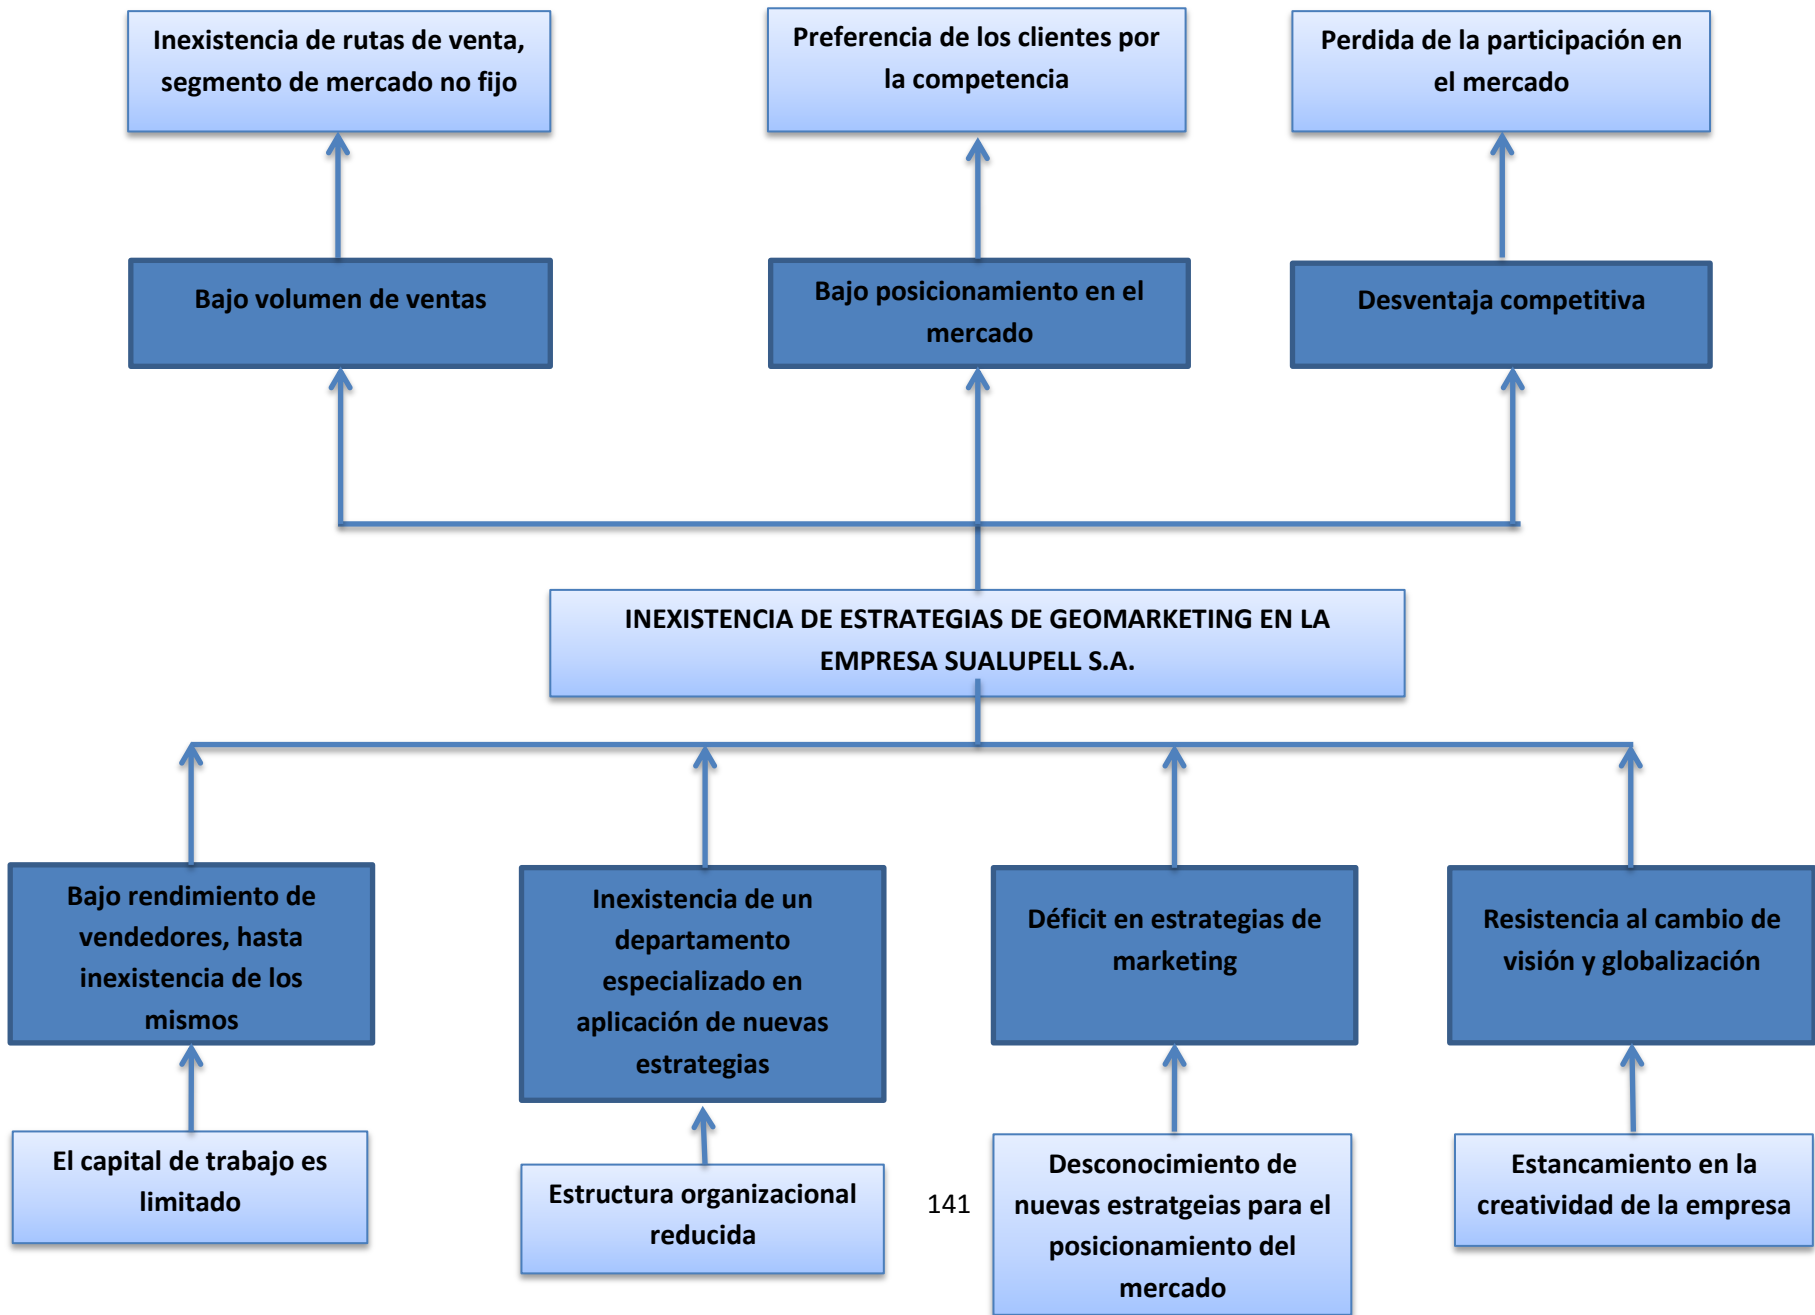 Inexistencia de rutas de venta,
segmento de mercado no fijo
Preferencia de los clientes por
la competencia
Perdida de la participación en
el mercado
Bajo volumen de ventas
Bajo posicionamiento en el
mercado
Desventaja competitiva
INEXISTENCIA DE ESTRATEGIAS DE GEOMARKETING EN LA
EMPRESA SUALUPELL S.A.
Bajo rendimiento de
vendedores, hasta
inexistencia de los
mismos
Inexistencia de un
departamento
especializado en
aplicación de nuevas
estrategias
Déficit en estrategias de
marketing
Resistencia al cambio de
visión y globalización
El capital de trabajo es
limitado
Estructura organizacional
reducida
141
Desconocimiento de
nuevas estratgeias para el
posicionamiento del
mercado
Estancamiento en la
creatividad de la empresa